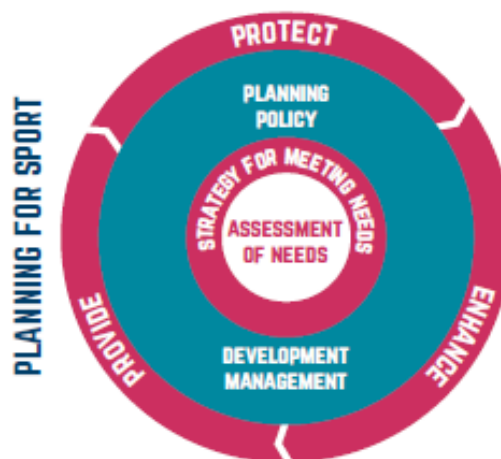 PLANNING FOR SPORT
PROTECT
PLANNING
POLICY
STRATEGY FOR MEETING NEEDS
ASSESSMENT
OF NEEDS
DEVELOPMENT
MANAGEMENT
PROVIDE
ENHANCE